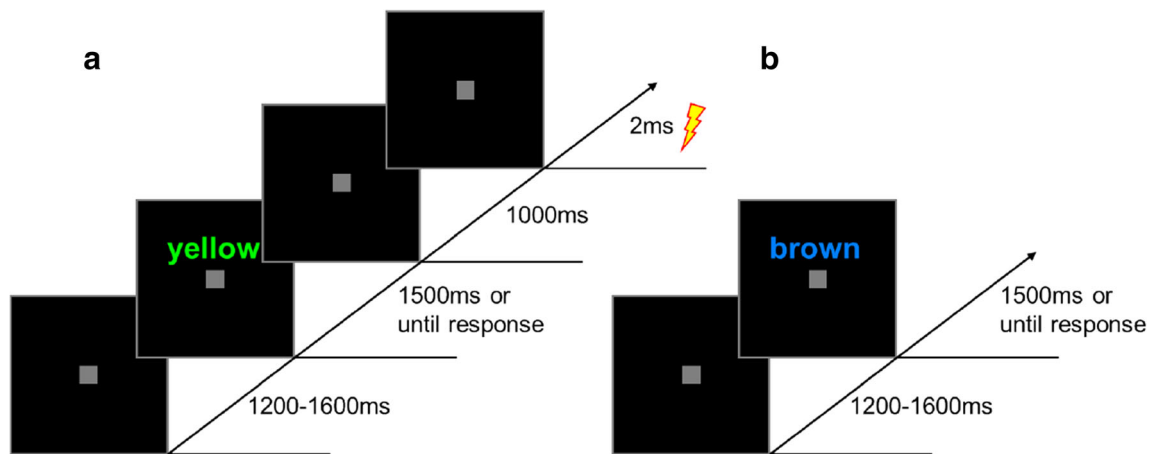 a
yellow
1200-1600ms
1500ms or
until response
1000ms
2ms
b
brown
1200-1600ms
1500ms or
until response